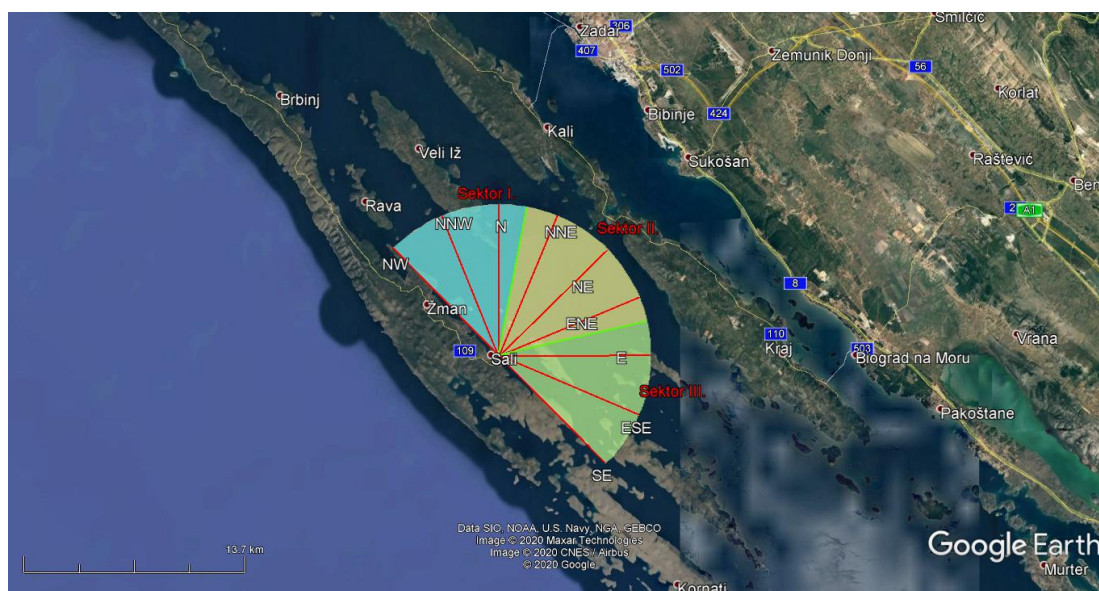 Smilčić
Zadar
306
407
Zemunik Donji
502
56
Brbinj
Korlat
Bibinje
424
Kali
Veli Iž
Sukošan
Raštević
Ben
Sektor I.
Rava
2
A1
NNW
N
NNE
Sektor II.
NW
NE
8
Žman
ENE
110
Vrana
109
Sali
E
Kraj
503
Biograd na Moru
Sektor III.
Pakoštane
ESE
SE
Data SIO, NOAA, U.S. Navy, NGA, GEBCO
Image © 2020 Maxar Technologies
Image © 2020 CNES / Airbus
© 2020 Google
13.7 km
Google Earth
Murter
Kornati